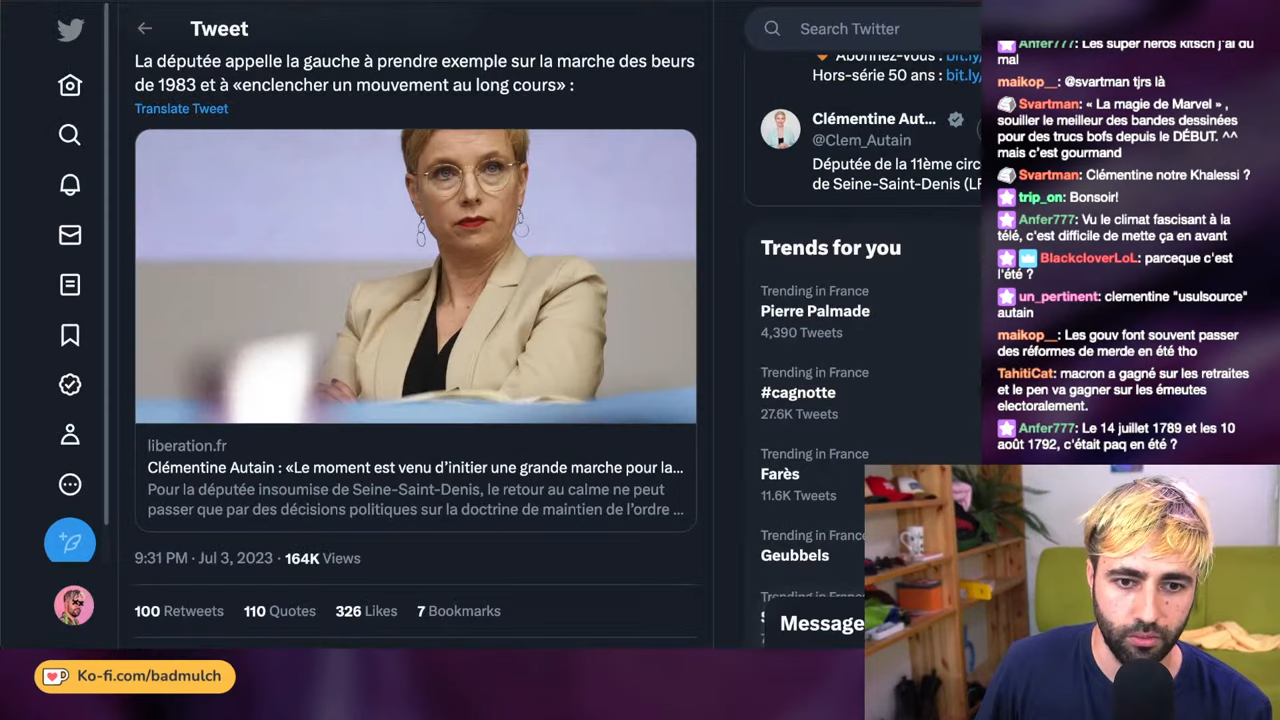 Tweet
La députée appelle la gauche à prendre exemple sur la marche des beurs
de 1983 et à «enclencher un mouvement au long cours» :
Translate Tweet
liberation.fr
Clémentine Autain : «Le moment est venu d’initier une grande marche pour la...
Pour la députée insoumise de Seine-Saint-Denis, le retour au calme ne peut
passer que par des décisions politiques sur la doctrine de maintien de l’ordre ...
9:31 PM · Jul 3, 2023 · 164K Views
100 Retweets 110 Quotes 326 Likes 7 Bookmarks
Search Twitter
Abonnez-vous : bit.ly/
Hors-série 50 ans : bit.ly/
Clémentine Aut...
@Clem_Autain
Députée de la 11ème circ
de Seine-Saint-Denis (LF
Trends for you
Trending in France
Pierre Palmade
4,390 Tweets
Trending in France
#cagnotte
27.6K Tweets
Trending in France
Farès
11.6K Tweets
Trending in France
Geubbels
Trending in France
Message
Anfer777: Les super heros kitsch j'ai du
mal
maikop__: @svartman tjrs là
Svartman: « La magie de Marvel » ,
souiller le meilleur des bandes dessinées
pour des trucs bofs depuis le DÉBUT. ^^
mais c’est gourmand
Svartman: Clémentine notre Khalessi ?
trip_on: Bonsoir!
Anfer777: Vu le climat fascisant à la
télé, c'est difficile de mette ça en avant
BlackcloverLoL: parceque c'est
l'été ?
un_pertinent: clementine "usulsource"
autain
maikop__: Les gouv font souvent passer
des réformes de merde en été tho
TahitiCat: macron a gagné sur les retraites
et le pen va gagner sur les émeutes
electoralement.
Anfer777: Le 14 juillet 1789 et les 10
août 1792, c'était paq en été ?
Ko-fi.com/badmulch